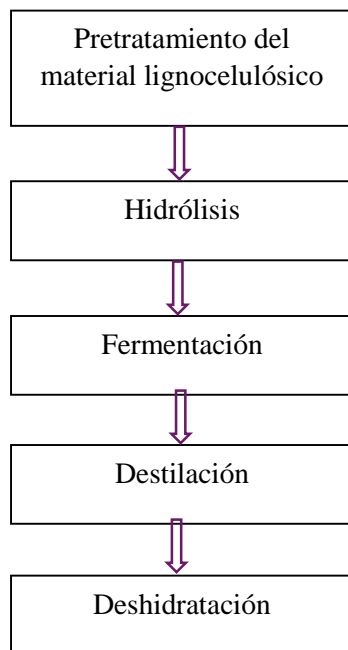 Pretratamiento del
material lignocelulósico
Hidrólisis
Fermentación
Destilación
Deshidratación